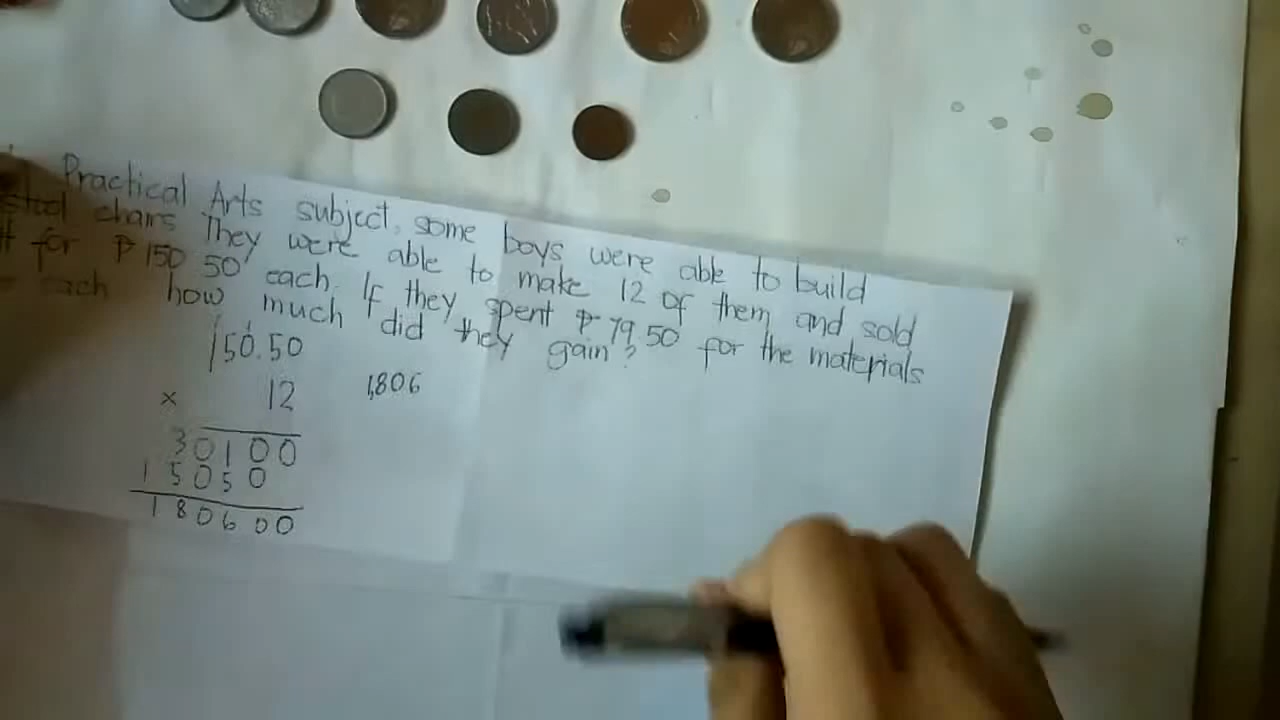 Practical Arts subject, some boys were able to build
chairs They were able to make 12 of them and sold
for ₱150 50 each. If they spent ₱79.50 for the materials
each how much did they gain?
150.50
× 12
30100
15050
180600
1,806